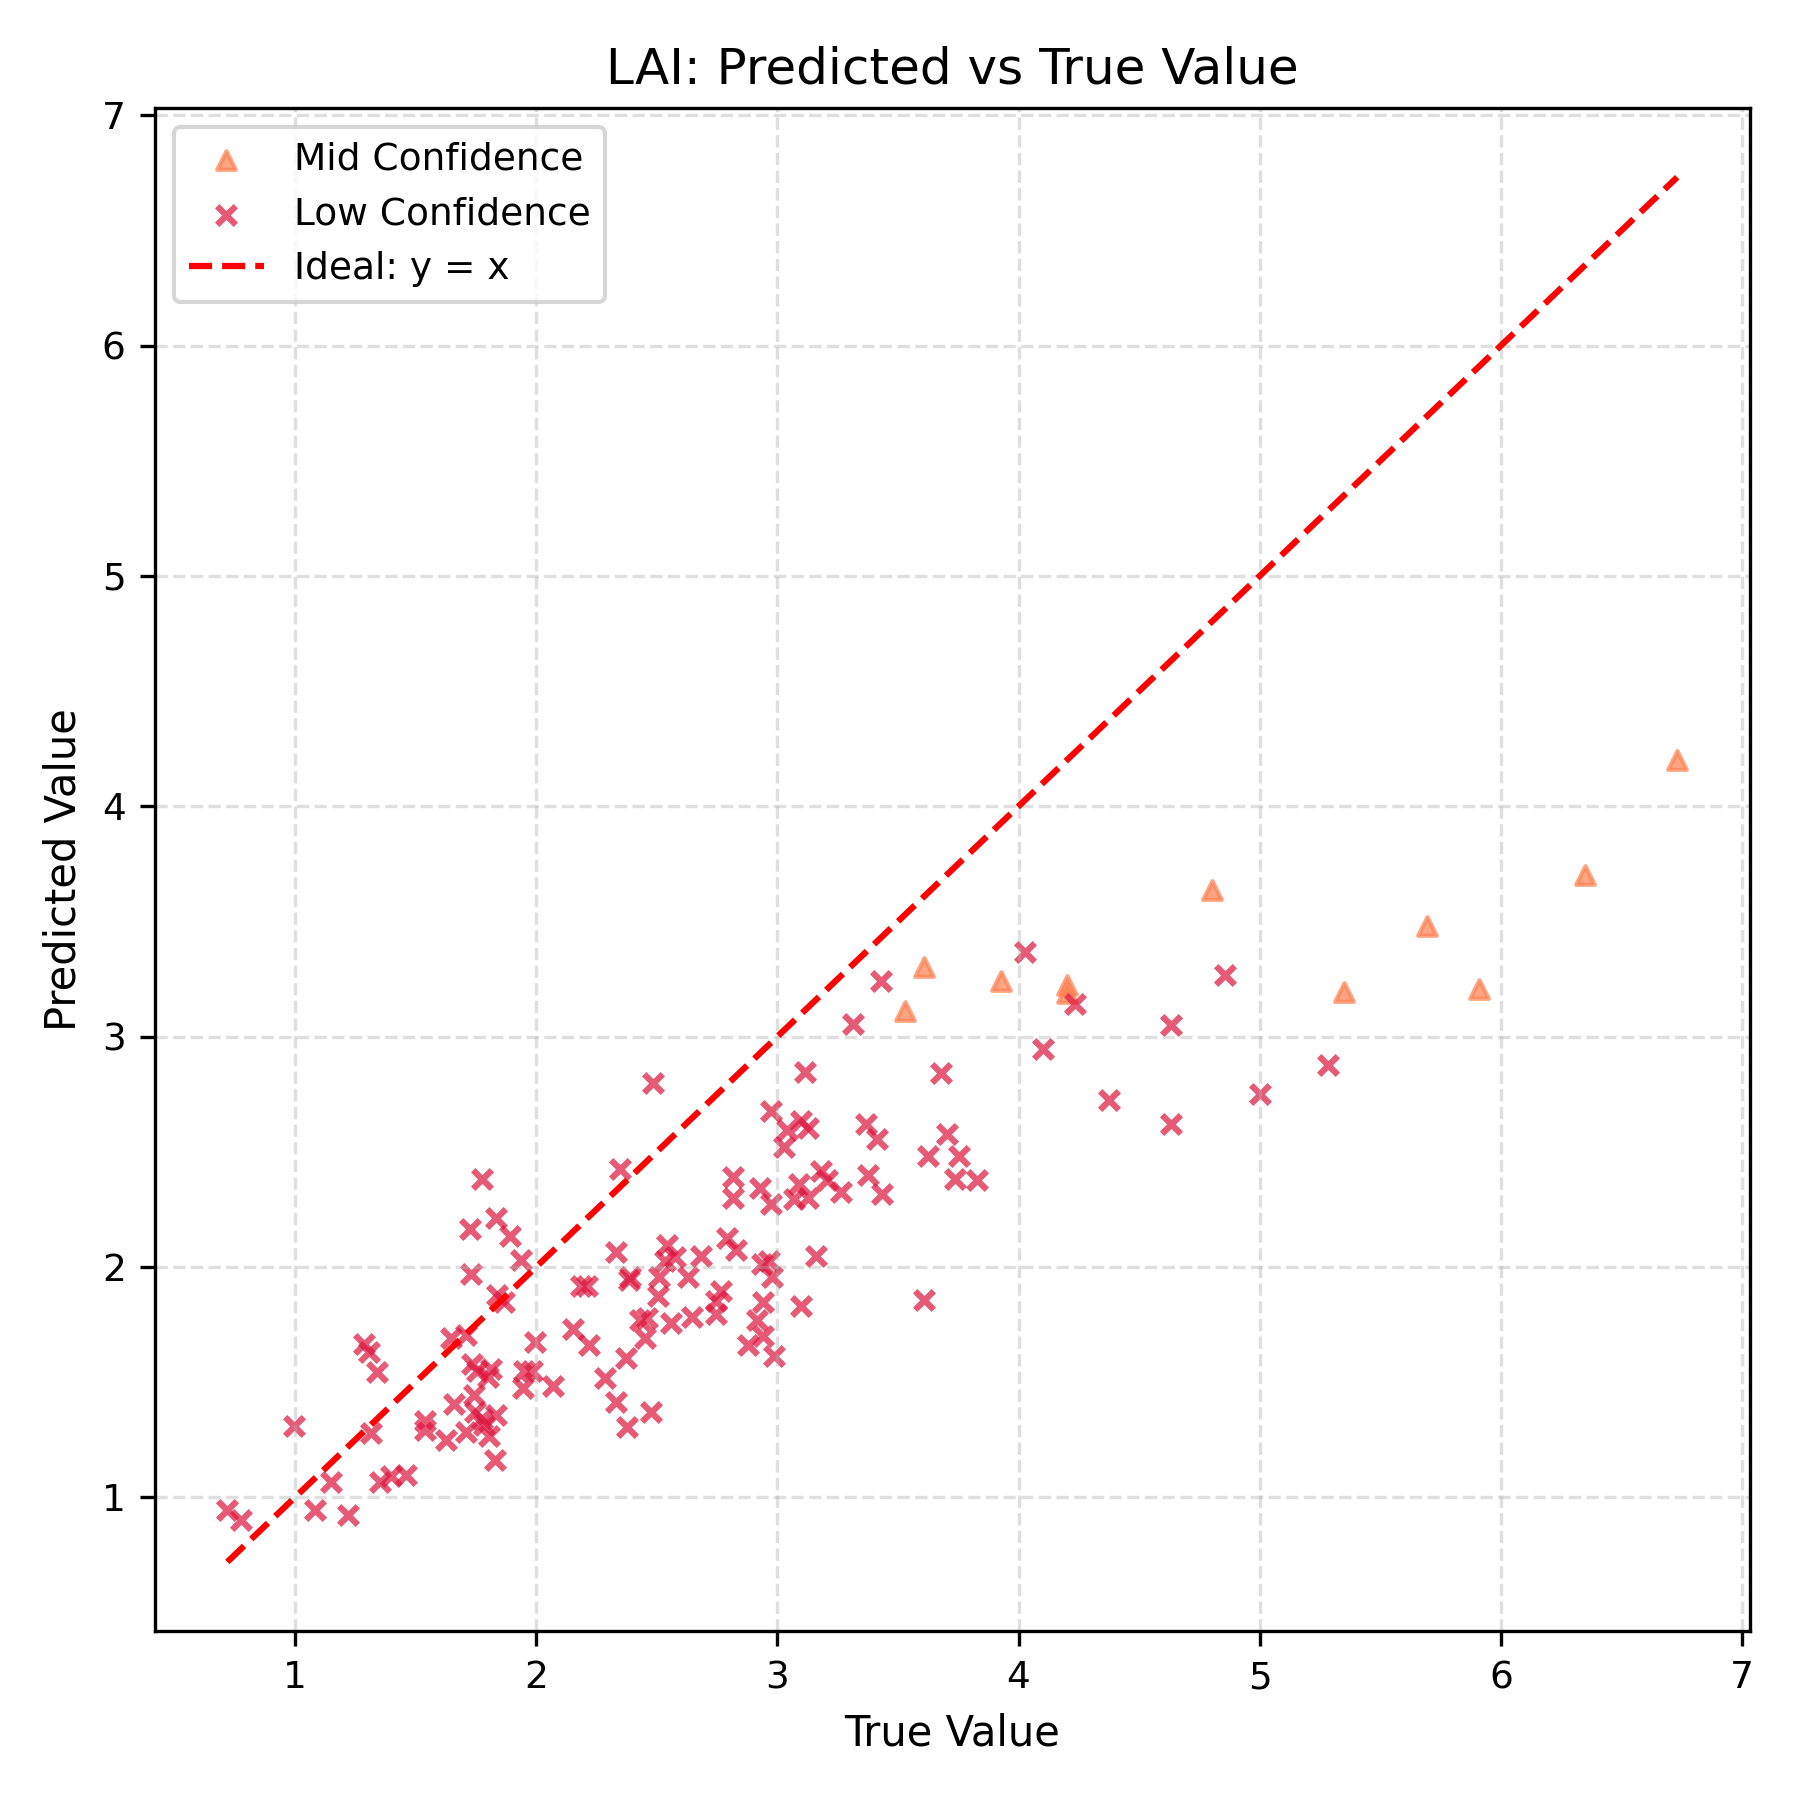 LAI: Predicted vs True Value
Mid Confidence
Low Confidence
Ideal: y = x
Predicted Value
7
6
5
4
3
2
1
1 2 3 4 5 6 7
True Value